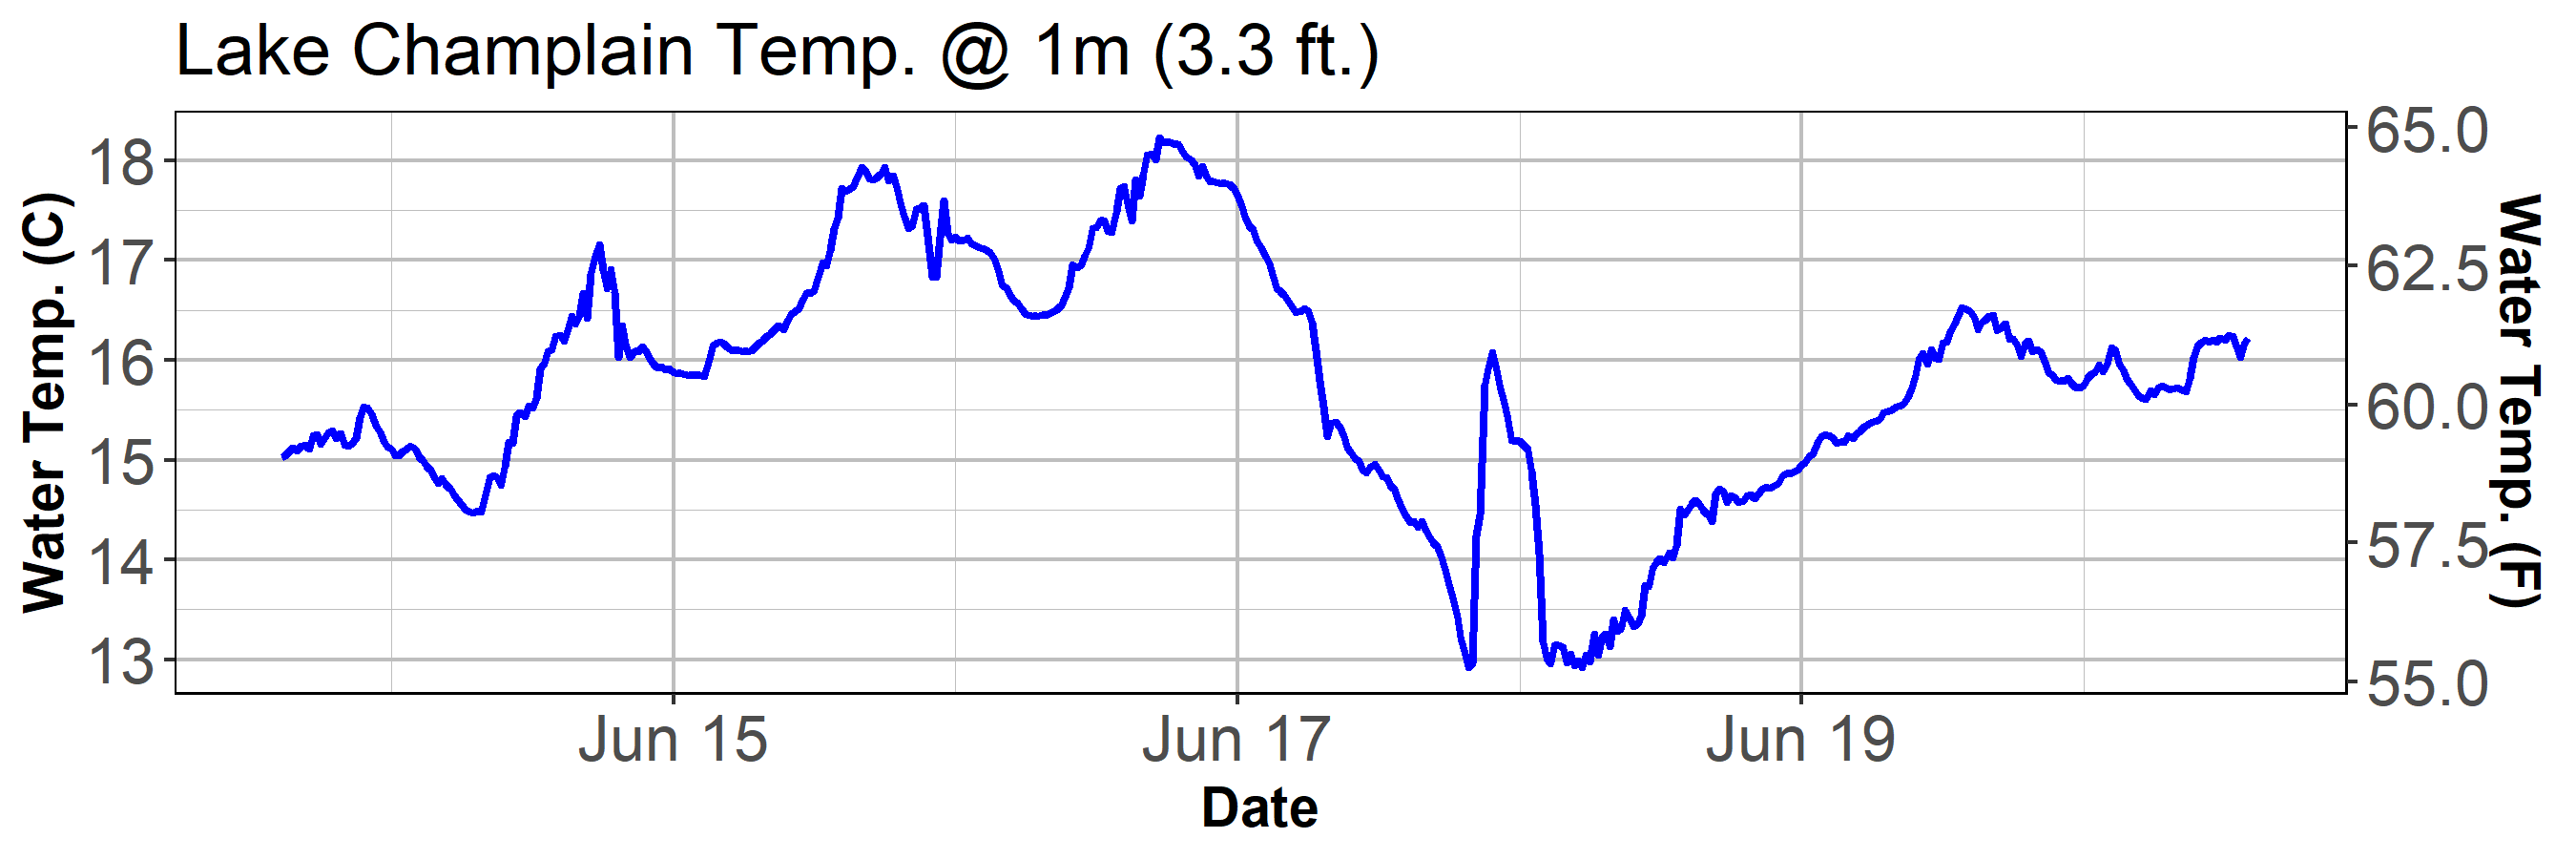 Lake Champlain Temp. @ 1m (3.3 ft.)
Water Temp. (C)
18
17
16
15
14
13
65.0
62.5
60.0
57.5
55.0
Water Temp. (F)
Jun 15
Jun 17
Jun 19
Date